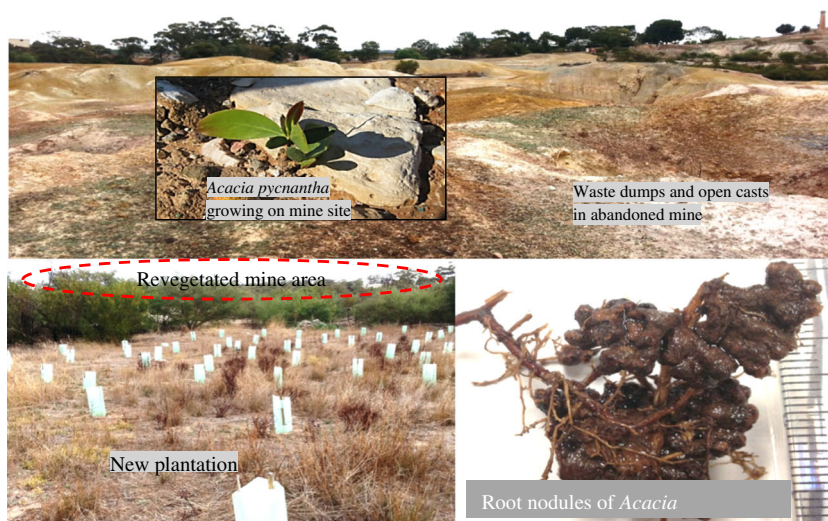 Acacia pycnantha
growing on mine site
Waste dumps and open casts
in abandoned mine
Revegetated mine area
New plantation
Root nodules of Acacia